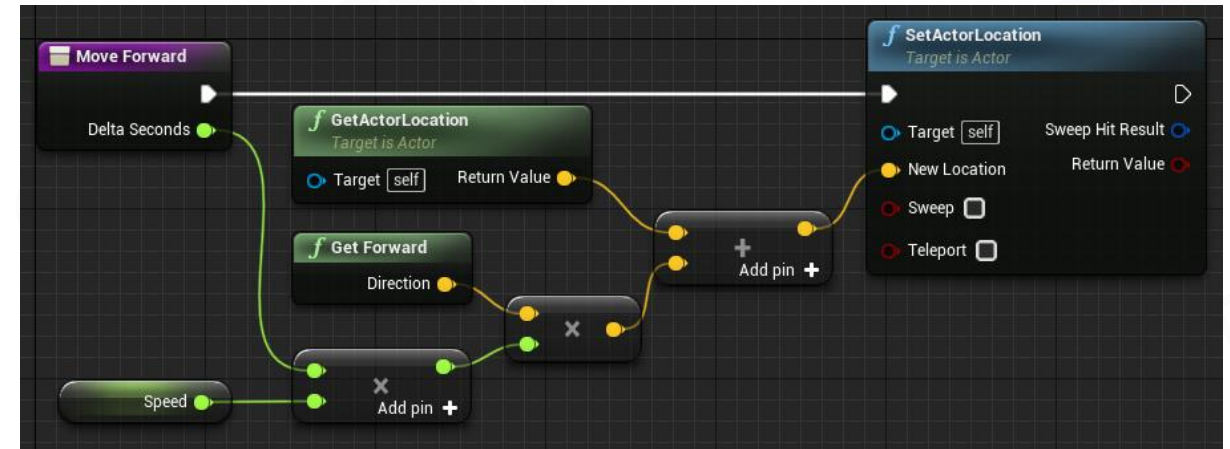 Move Forward
Delta Seconds
f GetActorLocation
Target is Actor
Target self Return Value
f Get Forward
Direction
Speed
×
Add pin +
×
+
Add pin +
f SetActorLocation
Target is Actor
Target self Sweep Hit Result
New Location Return Value
Sweep
Teleport